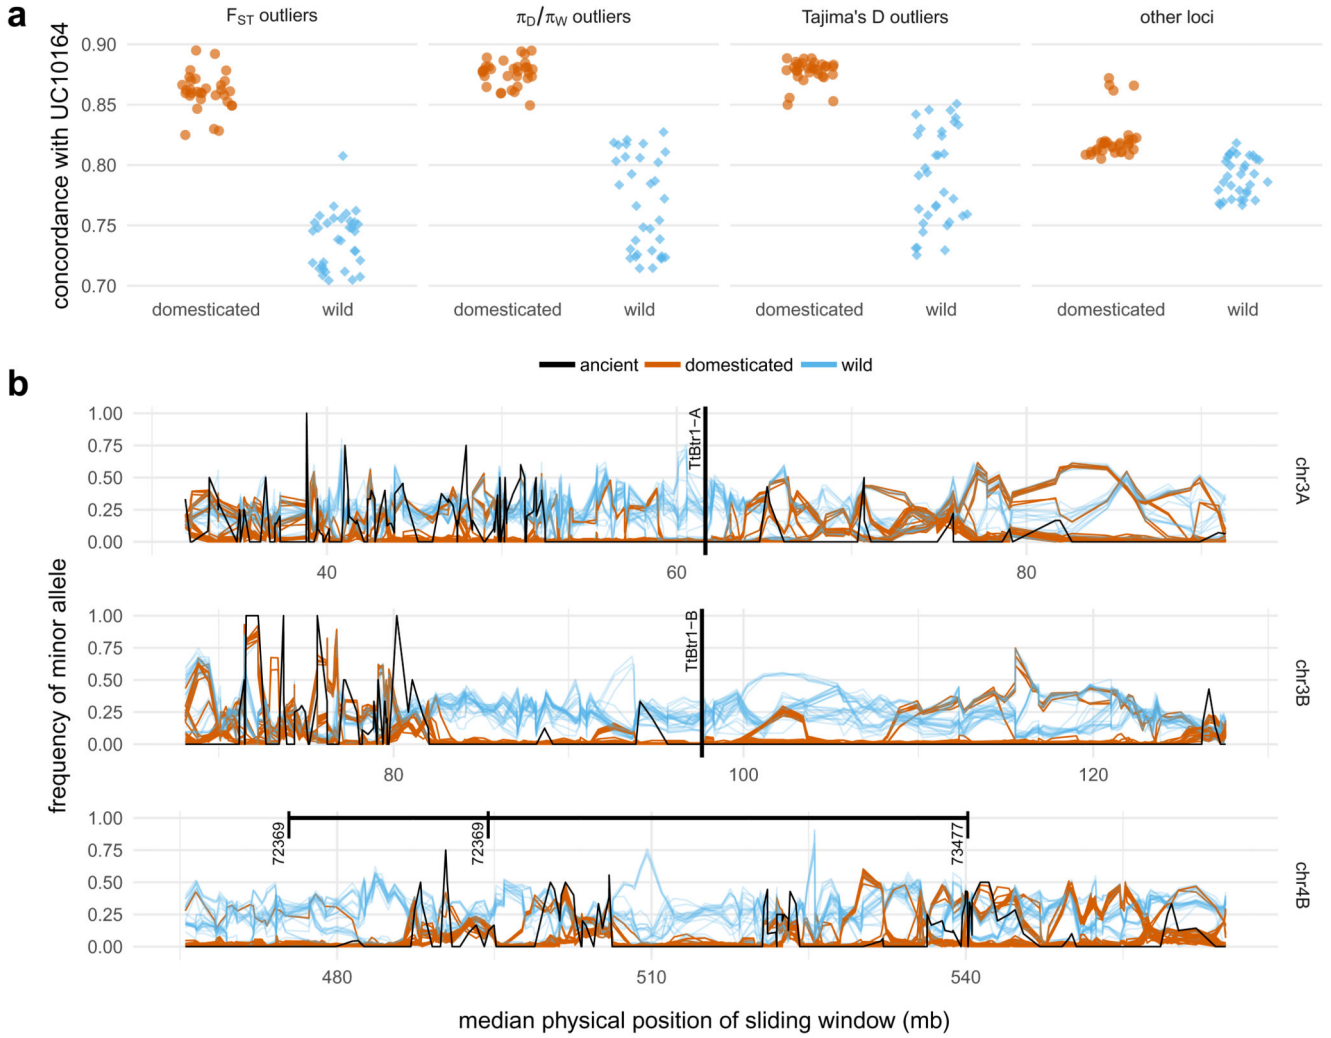 a
F_ST outliers
π_D/π_W outliers
Tajima's D outliers
other loci
concordance with UC10164
0.90
0.85
0.80
0.75
0.70
domesticated
wild
domesticated
wild
domesticated
wild
domesticated
wild
ancient
domesticated
wild
b
frequency of minor allele
1.00
0.75
0.50
0.25
0.00
TtBtr1−A
chr3A
40
60
80
1.00
0.75
0.50
0.25
0.00
TtBtr1−B
chr3B
80
100
120
1.00
0.75
0.50
0.25
0.00
72369
72369
73477
chr4B
480
510
540
median physical position of sliding window (mb)